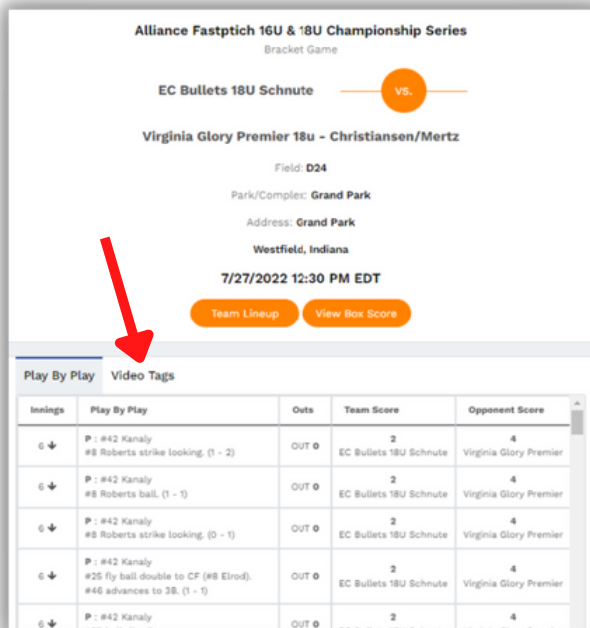 Alliance Fastptich 16U & 18U Championship Series
Bracket Game
EC Bullets 18U Schnute
VS.
Virginia Glory Premier 18u - Christiansen/Mertz
Field: D24
Park/Complex: Grand Park
Address: Grand Park
Westfield, Indiana
7/27/2022 12:30 PM EDT
Team Lineup View Box Score
Play By Play Video Tags
Innings Play By Play Outs Team Score Opponent Score
P : #42 Kanaly 2 4
6 #8 Roberts strike looking. (1 - 2) OUT 0 EC Bullets 18U Schnute Virginia Glory Premier
P : #42 Kanaly 2 4
6 #8 Roberts ball. (1 - 1) OUT 0 EC Bullets 18U Schnute Virginia Glory Premier
P : #42 Kanaly 2 4
6 #8 Roberts strike looking. (0 - 1) OUT 0 EC Bullets 18U Schnute Virginia Glory Premier
P : #42 Kanaly
#25 fly ball double to CF (#8 Elrod). 2 4
6 #46 advances to 3B. (1 - 1) OUT 0 EC Bullets 18U Schnute Virginia Glory Premier
P : #42 Kanaly 2 4
6 OUT 0